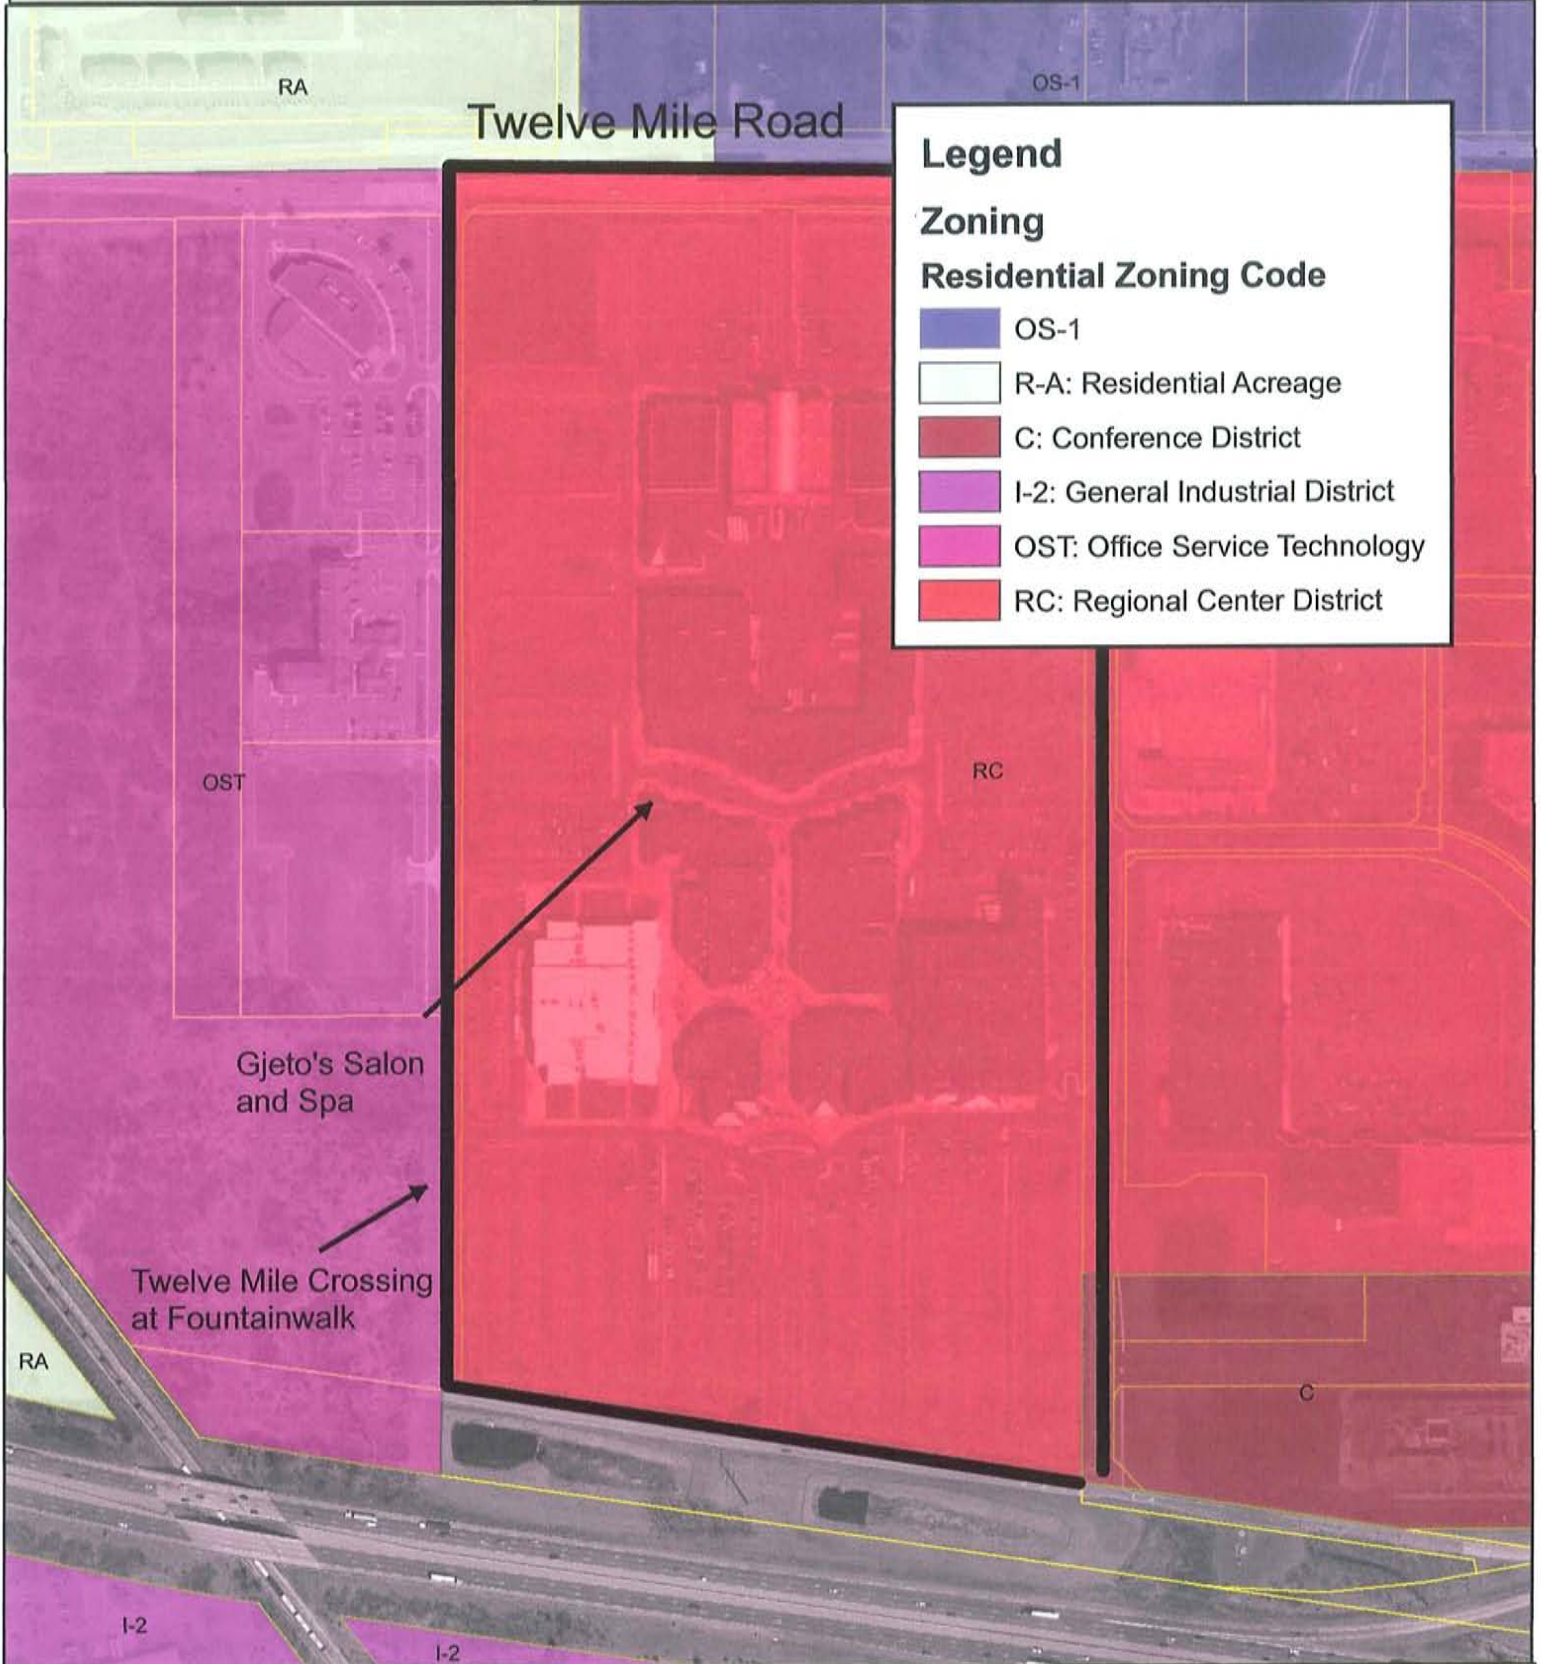 RA
OS-1
Twelve Mile Road
Legend
Zoning
Residential Zoning Code
OS-1
R-A: Residential Acreage
C: Conference District
I-2: General Industrial District
OST: Office Service Technology
RC: Regional Center District
OST
RC
Gjeto's Salon
and Spa
Twelve Mile Crossing
at Fountainwalk
RA
C
I-2
I-2